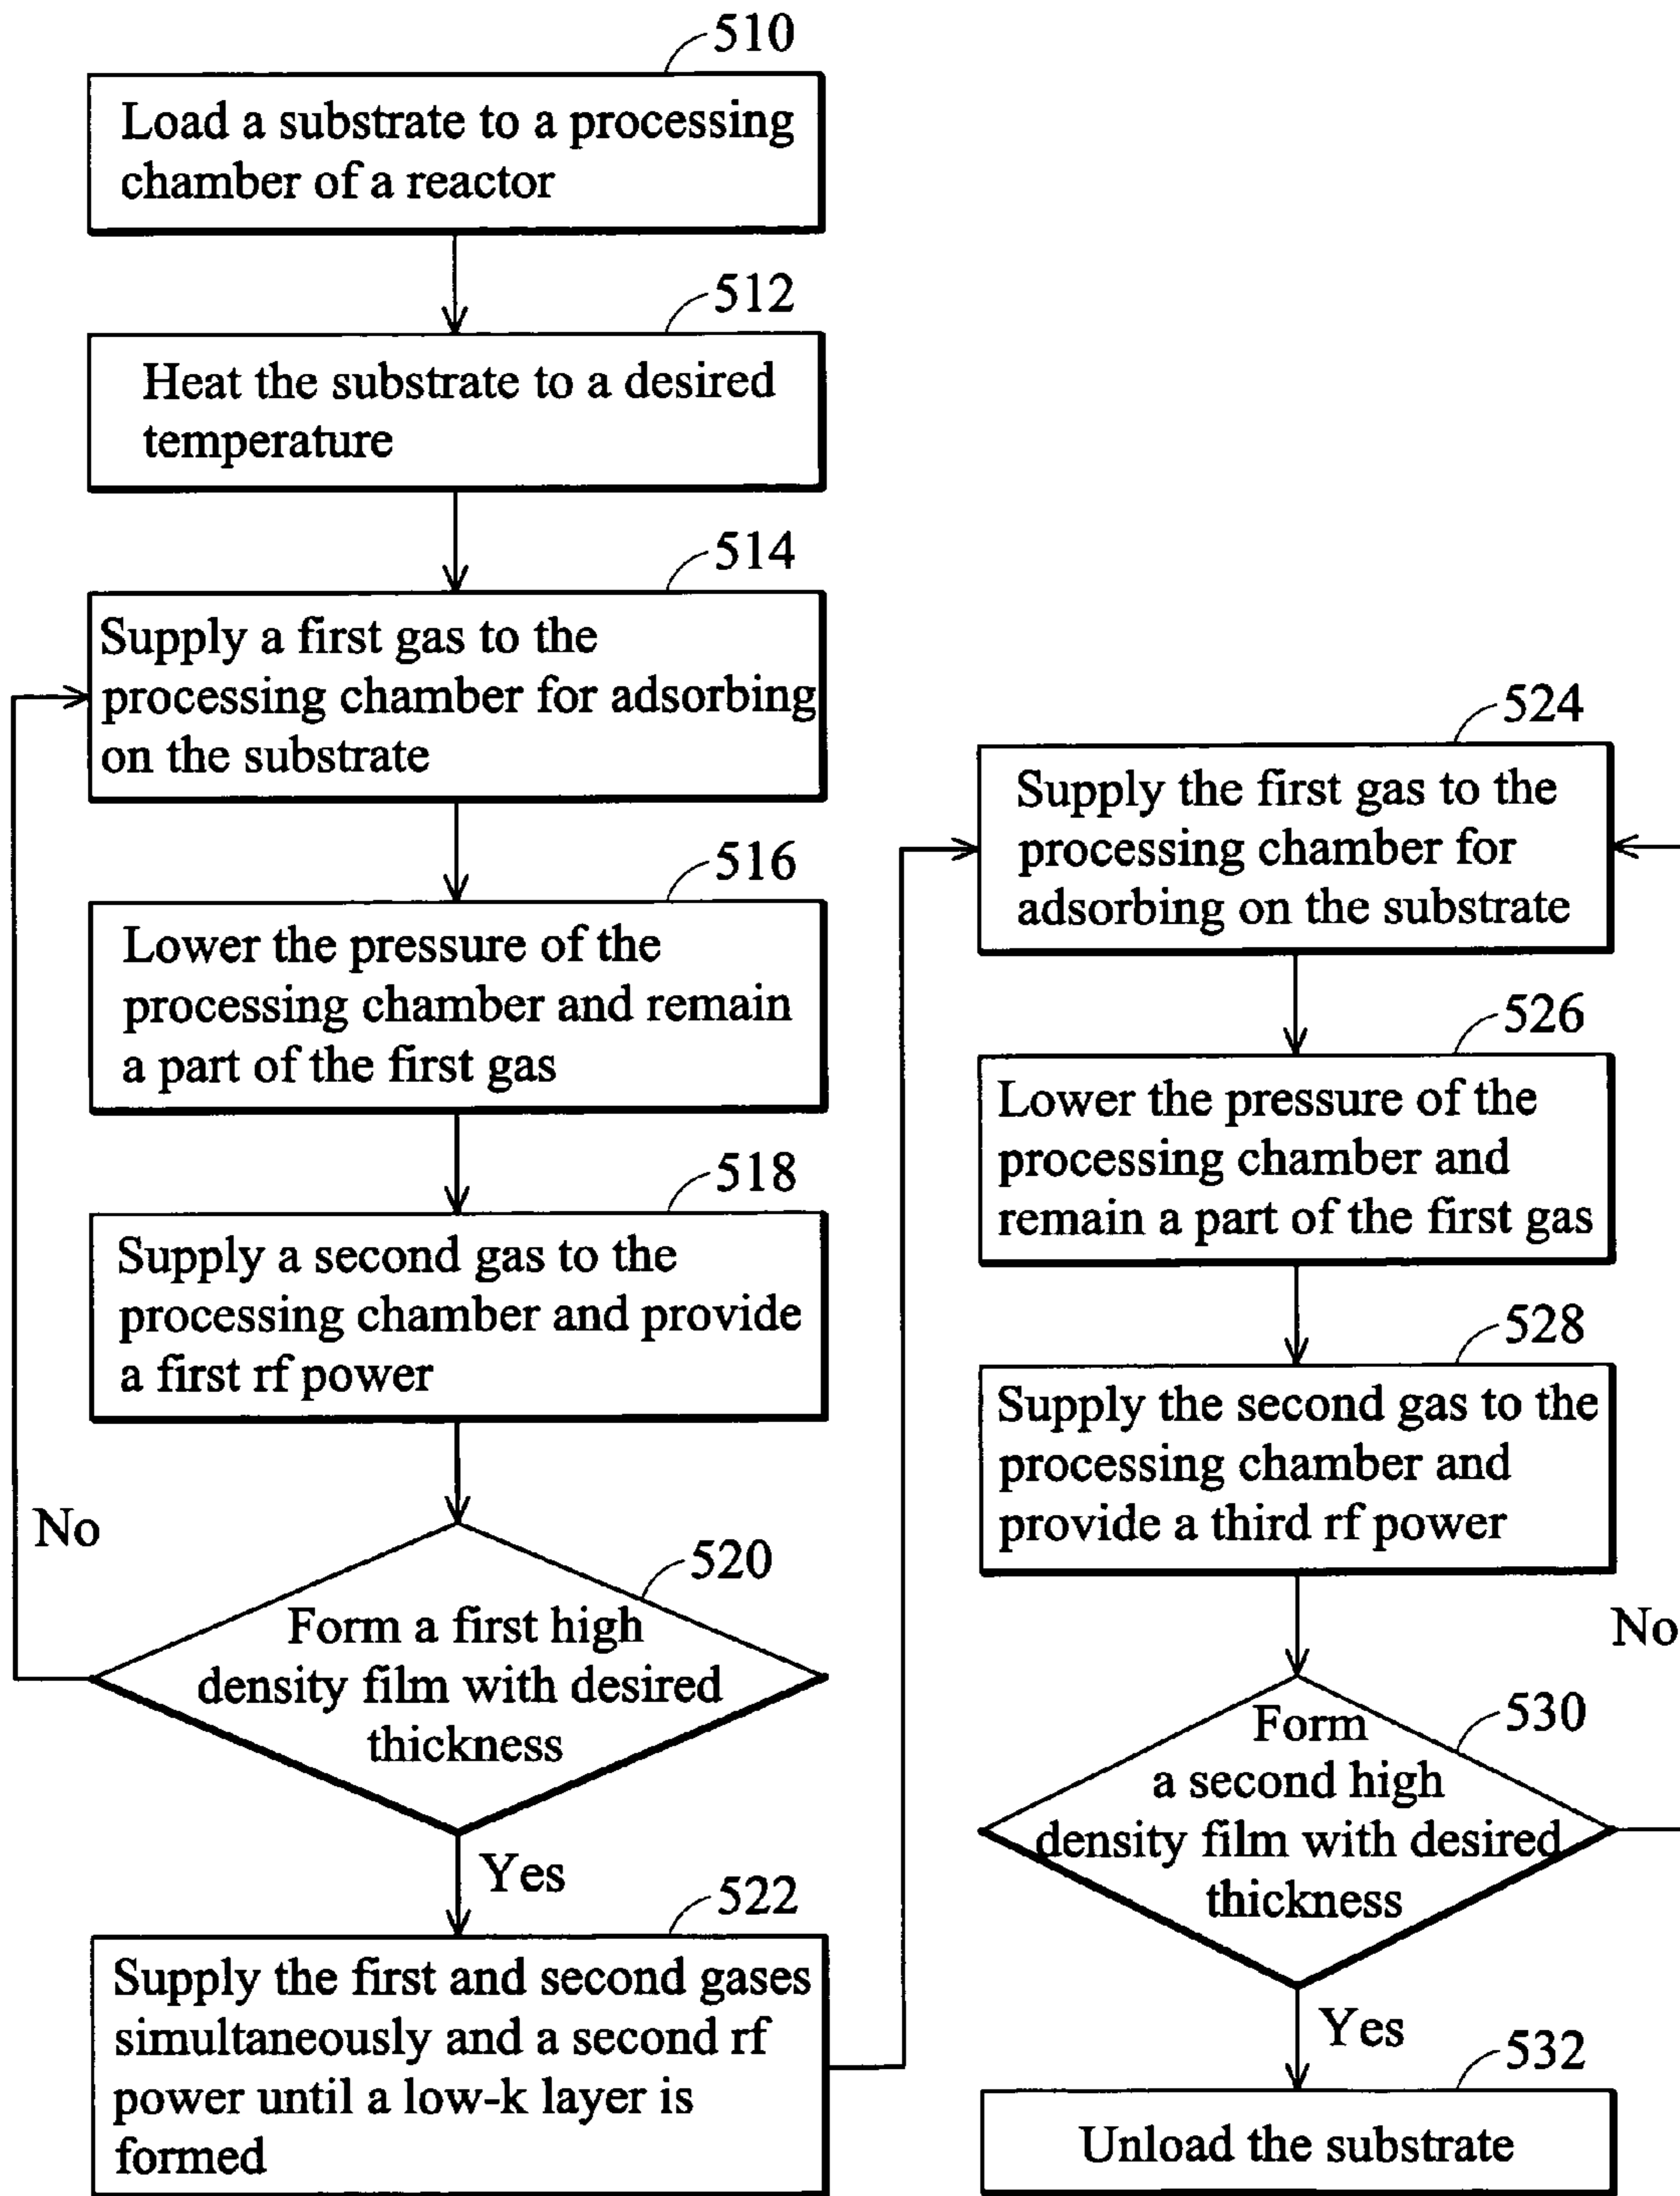 510
Load a substrate to a processing
chamber of a reactor
512
Heat the substrate to a desired
temperature
514
Supply a first gas to the
processing chamber for adsorbing
on the substrate
516
Lower the pressure of the
processing chamber and remain
a part of the first gas
518
Supply a second gas to the
processing chamber and provide
a first rf power
No
520
Form a first high
density film with desired
thickness
Yes
522
Supply the first and second gases
simultaneously and a second rf
power until a low-k layer is
formed
524
Supply the first gas to the
processing chamber for
adsorbing on the substrate
526
Lower the pressure of the
processing chamber and
remain a part of the first gas
528
Supply the second gas to the
processing chamber and
provide a third rf power
No
530
Form
a second high
density film with desired
thickness
Yes
532
Unload the substrate